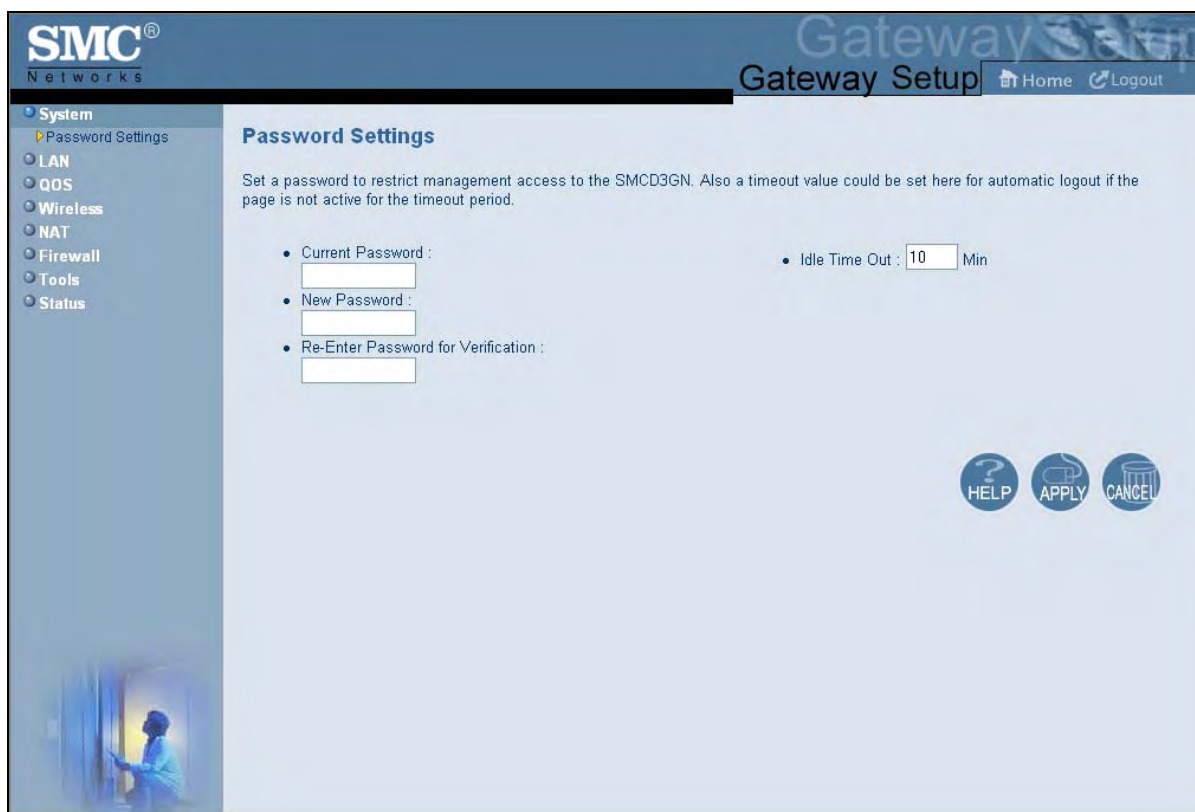 SMC®
Networks
Gateway Setup
Gateway Setup
Home
Logout
System
Password Settings
LAN
QOS
Wireless
NAT
Firewall
Tools
Status
Password Settings
Set a password to restrict management access to the SMCD3GN. Also a timeout value could be set here for automatic logout if the
page is not active for the timeout period.
• Current Password :
• New Password :
• Re-Enter Password for Verification :
• Idle Time Out : 10 Min
HELP
APPLY
CANCEL